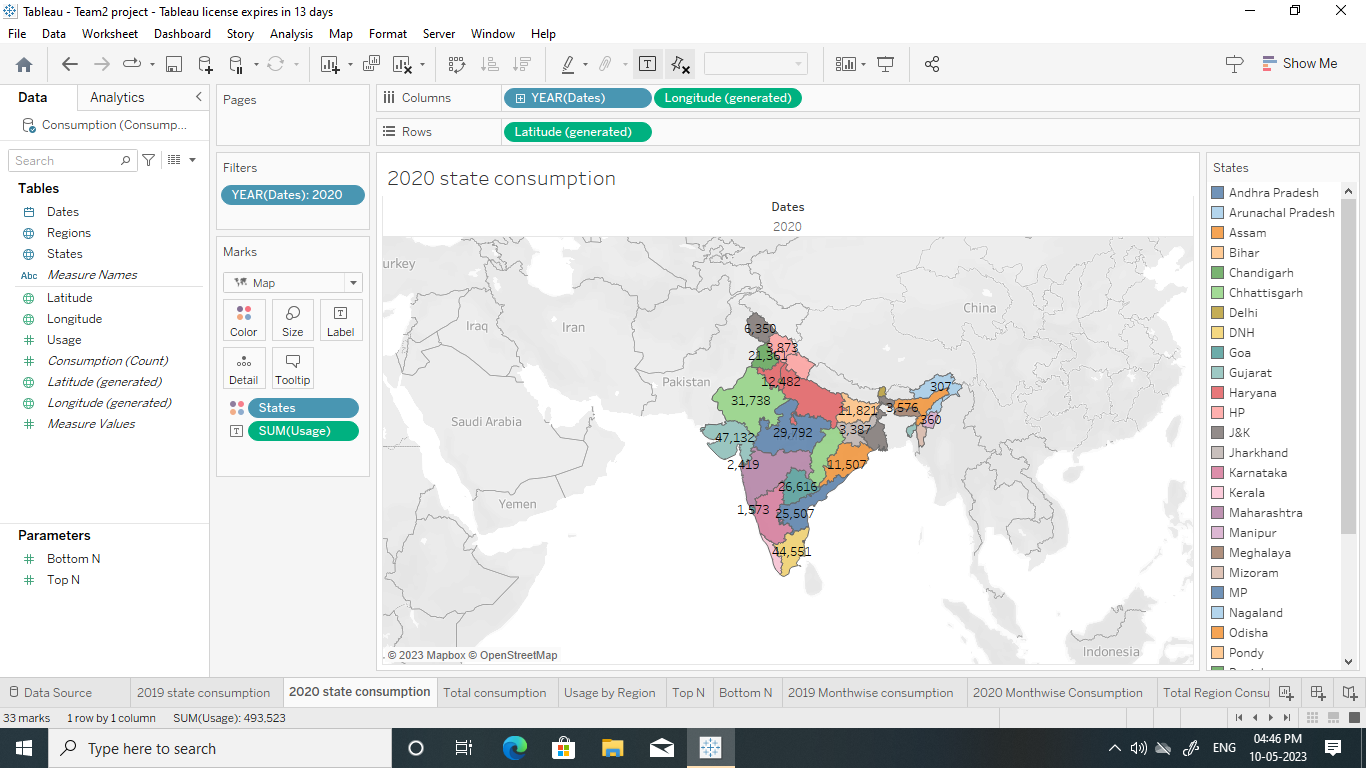 Tableau - Team2 project - Tableau license expires in 13 days
File Data Worksheet Dashboard Story Analysis Map Format Server Window Help
Show Me
Data Analytics
Consumption (Consump...
Search
Tables
Dates
Regions
States
Abc Measure Names
Latitude
Longitude
Usage
Consumption (Count)
Latitude (generated)
Longitude (generated)
Measure Values
Parameters
Bottom N
Top N
Pages
Filters
YEAR(Dates): 2020
Marks
Map
Color Size Label
Detail Tooltip
States
SUM(Usage)
Columns YEAR(Dates) Longitude (generated)
Rows Latitude (generated)
2020 state consumption
Dates
2020
urkey
Iraq
Iran
China
Pakistan
Saudi Arabia
Yemen
Indonesia
6,350
3,873
21,361
12,482
307
31,738
11,821
3,576
360
47,132
29,792
3,387
2,419
11,507
26,616
1,573
25,507
44,551
© 2023 Mapbox © OpenStreetMap
States
Andhra Pradesh
Arunachal Pradesh
Assam
Bihar
Chandigarh
Chhattisgarh
Delhi
DNH
Goa
Gujarat
Haryana
HP
J&K
Jharkhand
Karnataka
Kerala
Maharashtra
Manipur
Meghalaya
Mizoram
MP
Nagaland
Odisha
Pondy
Data Source 2019 state consumption 2020 state consumption Total consumption Usage by Region Top N Bottom N 2019 Monthwise consumption 2020 Monthwise Consumption Total Region Consu
33 marks 1 row by 1 column SUM(Usage): 493,523
Type here to search
ENG
04:46 PM
10-05-2023